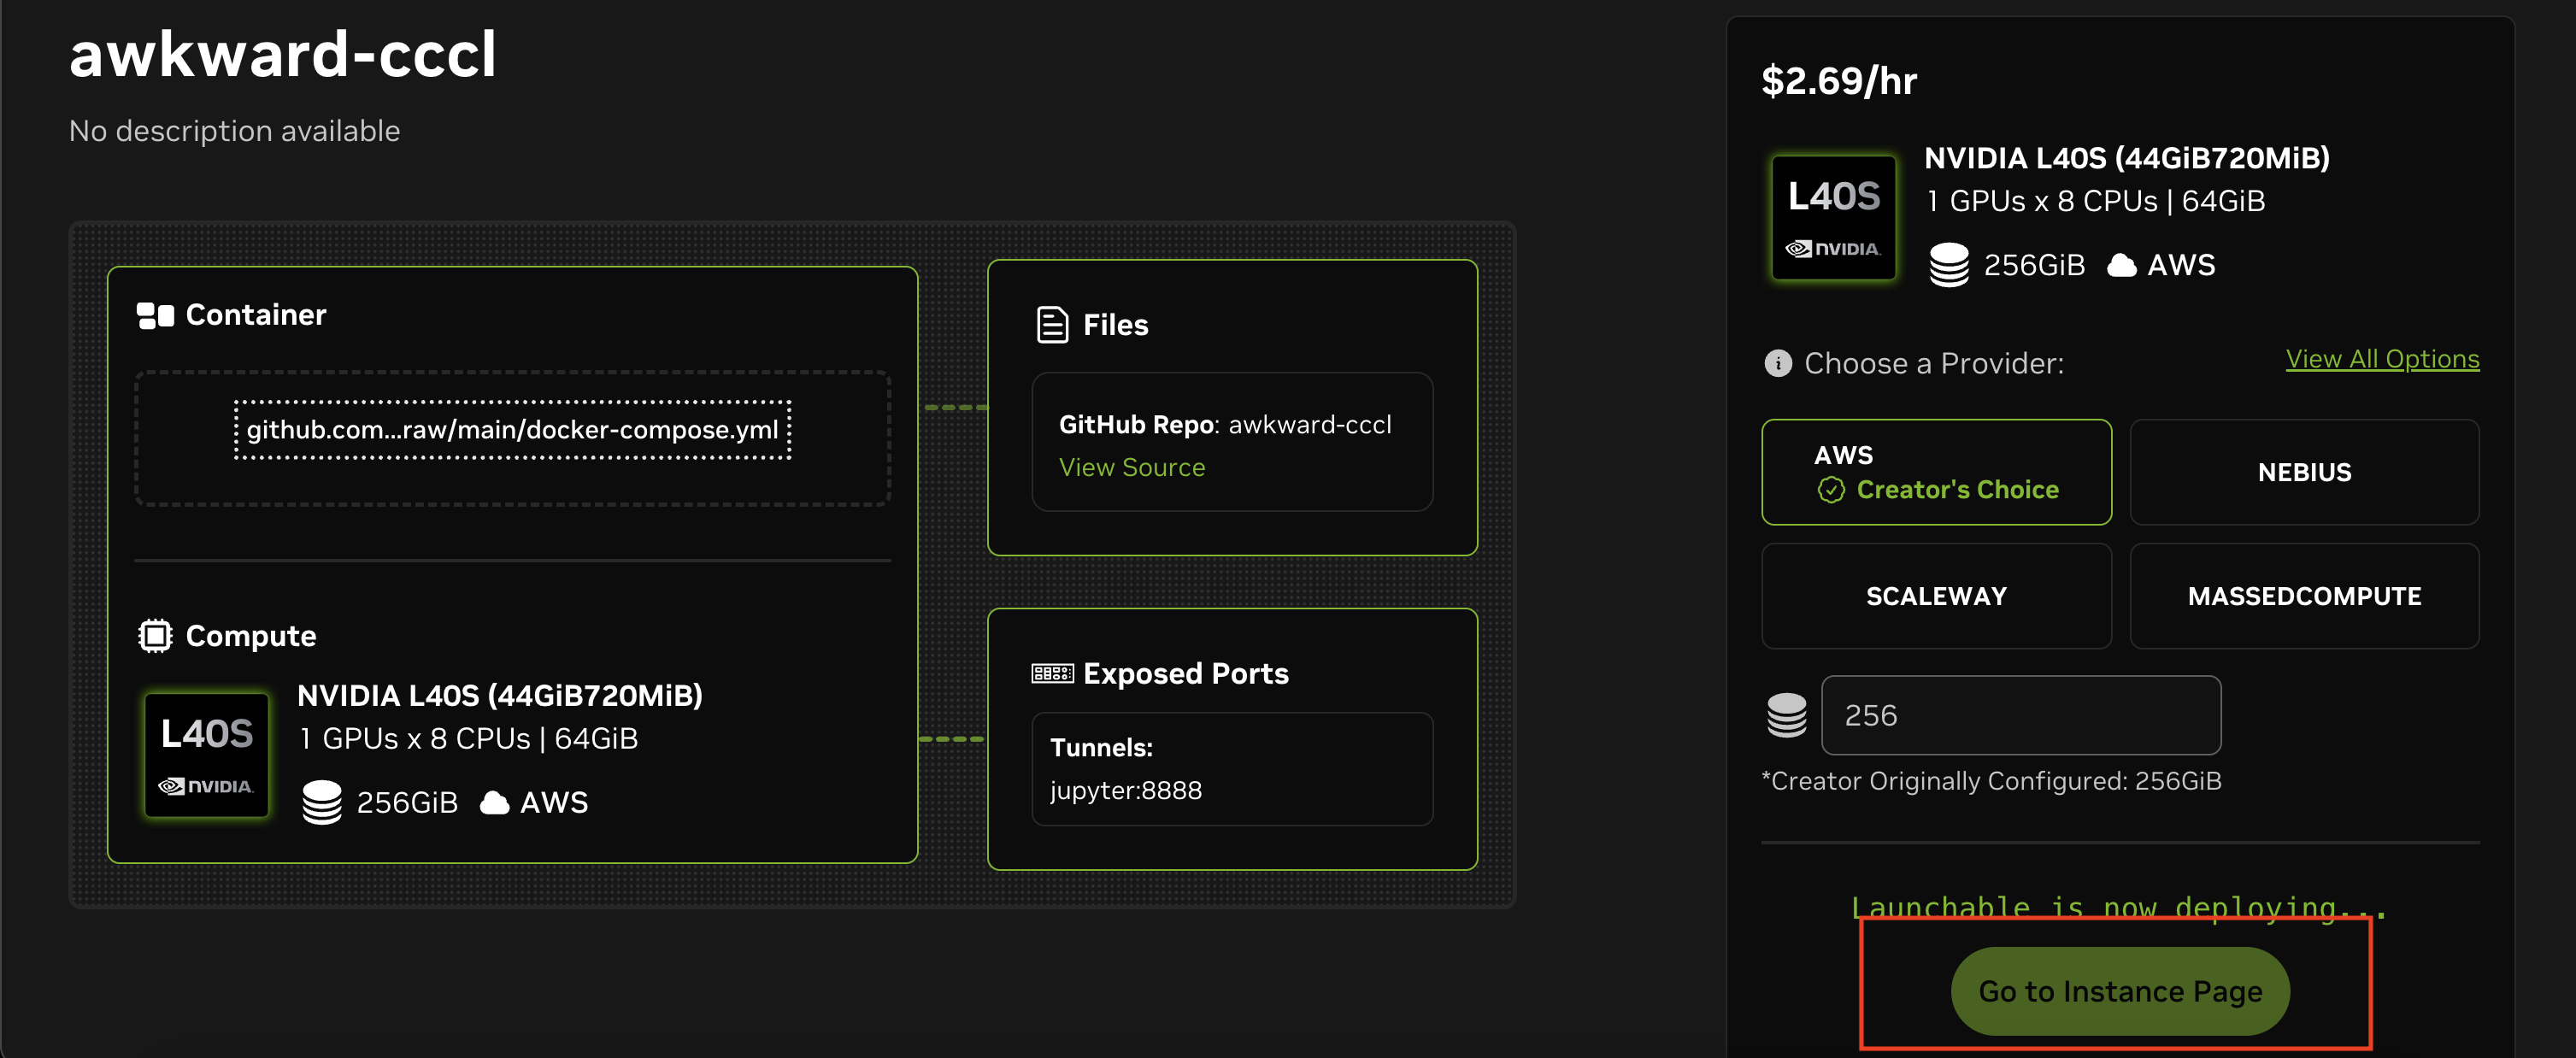 awkward-cccl
No description available
Container
github.com...raw/main/docker-compose.yml
Compute
L40S
NVIDIA.
NVIDIA L40S (44GiB720MiB)
1 GPUs x 8 CPUs | 64GiB
256GiB AWS
Files
GitHub Repo: awkward-cccl
View Source
Exposed Ports
Tunnels:
jupyter:8888
$2.69/hr
L40S
NVIDIA.
NVIDIA L40S (44GiB720MiB)
1 GPUs x 8 CPUs | 64GiB
256GiB AWS
Choose a Provider:
View All Options
AWS
Creator's Choice
NEBIUS
SCALEWAY
MASSEDCOMPUTE
256
*Creator Originally Configured: 256GiB
Launchable is now deploying...
Go to Instance Page